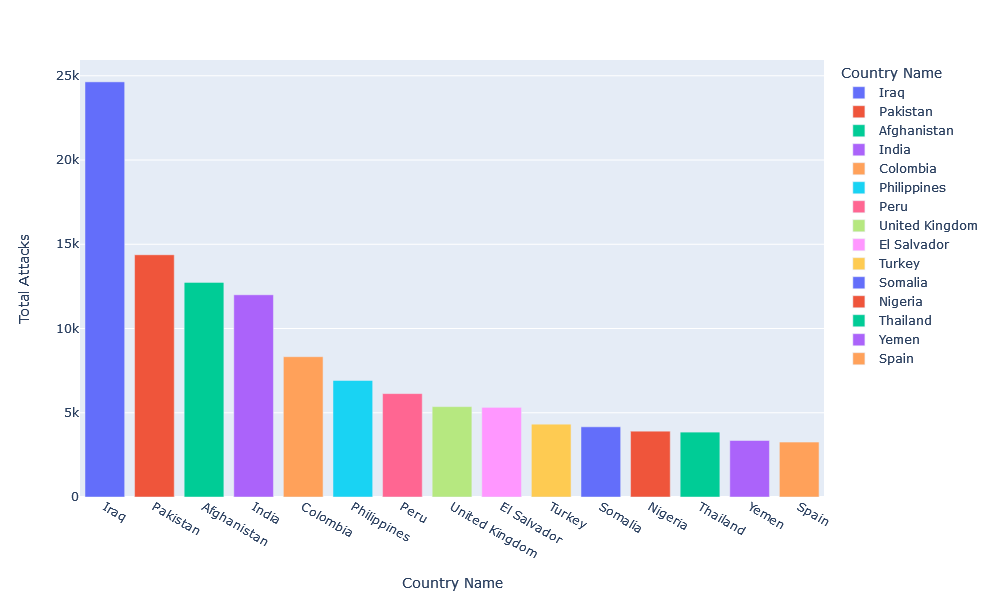 25k
20k
15k
10k
5k
0
Total Attacks
Iraq
Pakistan
Afghanistan
India
Colombia
Philippines
Peru
United Kingdom
El Salvador
Turkey
Somalia
Nigeria
Thailand
Yemen
Spain
Country Name
Country Name
Iraq
Pakistan
Afghanistan
India
Colombia
Philippines
Peru
United Kingdom
El Salvador
Turkey
Somalia
Nigeria
Thailand
Yemen
Spain